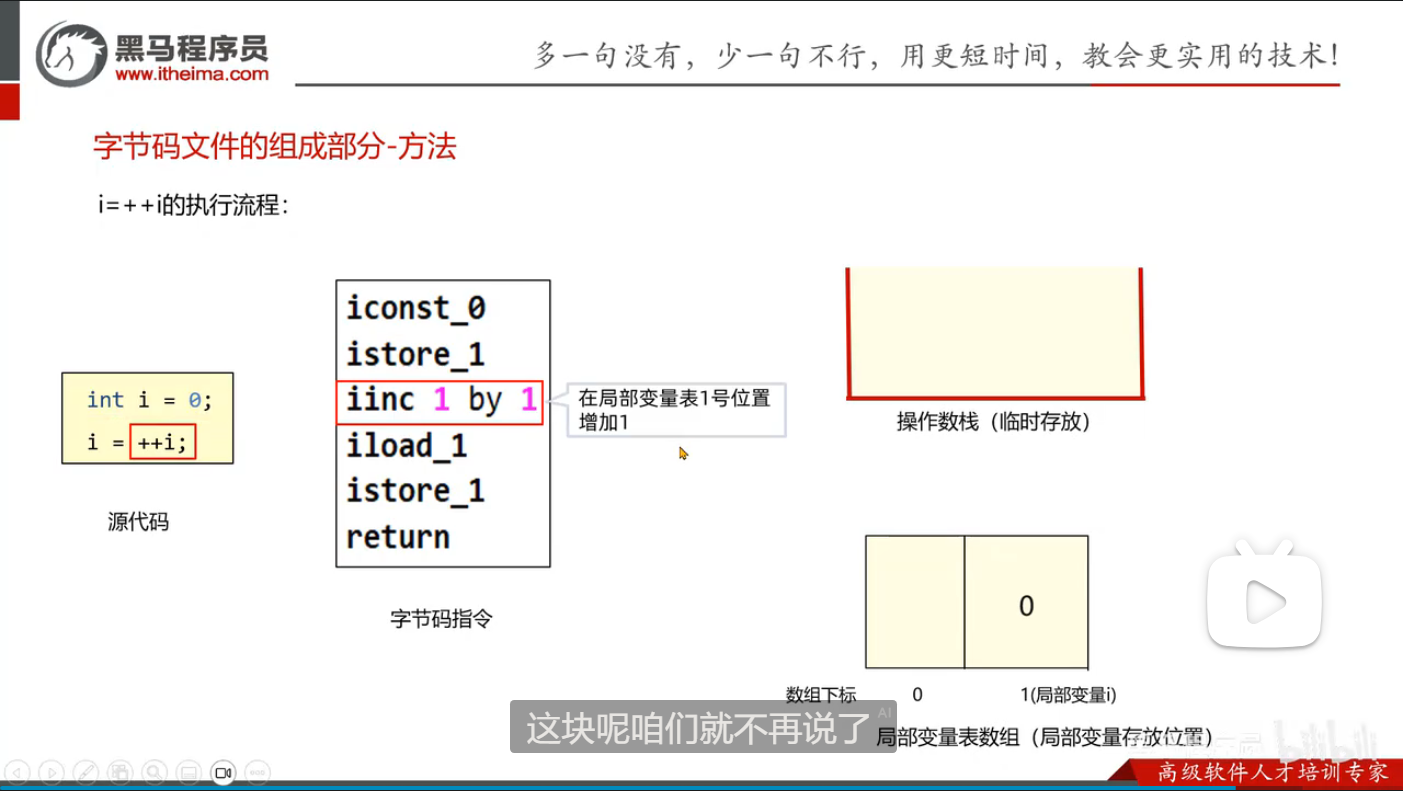 黑马程序员
www.itheima.com
多一句没有，少一句不行，用更短时间，教会更实用的技术！
字节码文件的组成部分-方法
i=++i的执行流程：
int i = 0;
i = ++i;
源代码
iconst_0
istore_1
iinc 1 by 1
iload_1
istore_1
return
字节码指令
在局部变量表1号位置
增加1
操作数栈（临时存放）
0
数组下标 0 1(局部变量i)
局部变量表数组（局部变量存放位置）
这块呢咱们就不再说了
AI
bilibili
高级软件人才培训专家